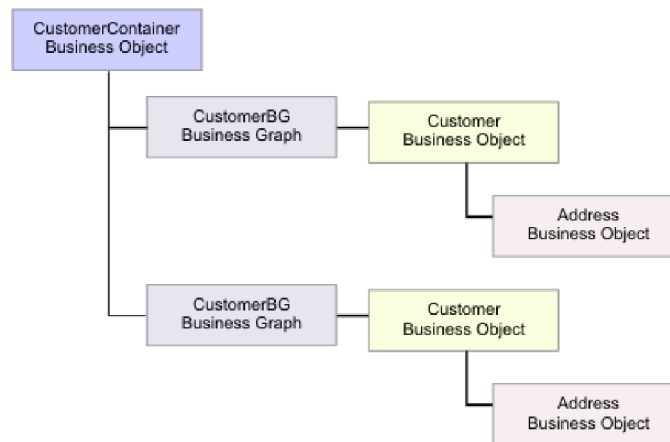 CustomerContainer
Business Object
CustomerBG
Business Graph
Customer
Business Object
Address
Business Object
CustomerBG
Business Graph
Customer
Business Object
Address
Business Object